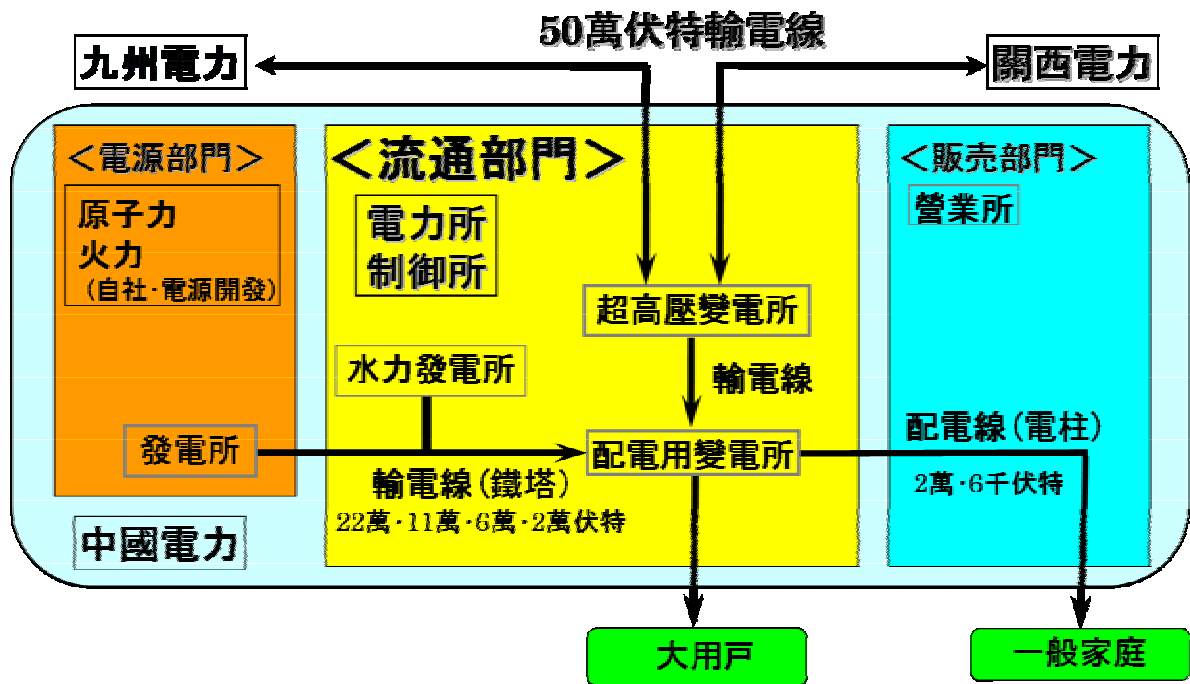 50萬伏特輸電線
九州電力
關西電力
＜電源部門＞
原子力
火力
（自社·電源開發）
發電所
＜流通部門＞
電力所
制御所
超高壓變電所
水力發電所
輸電線
配電用變電所
輸電線（鐵塔）
22萬·11萬·6萬·2萬伏特
＜販売部門＞
營業所
配電線（電柱）
2萬·6千伏特
中國電力
大用戶
一般家庭